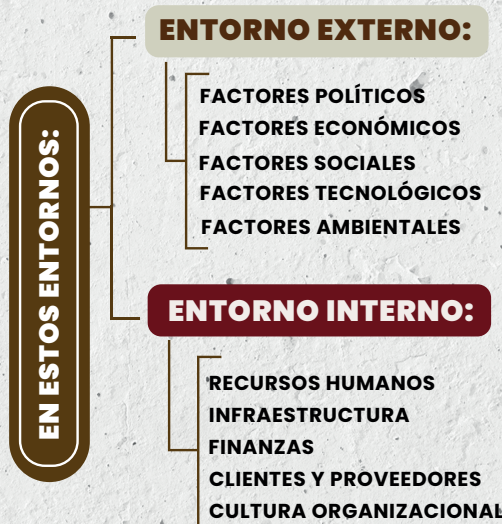 EN ESTOS ENTORNOS:
ENTORNO EXTERNO:
FACTORES POLÍTICOS
FACTORES ECONÓMICOS
FACTORES SOCIALES
FACTORES TECNOLÓGICOS
FACTORES AMBIENTALES
ENTORNO INTERNO:
RECURSOS HUMANOS
INFRAESTRUCTURA
FINANZAS
CLIENTES Y PROVEEDORES
CULTURA ORGANIZACIONAL